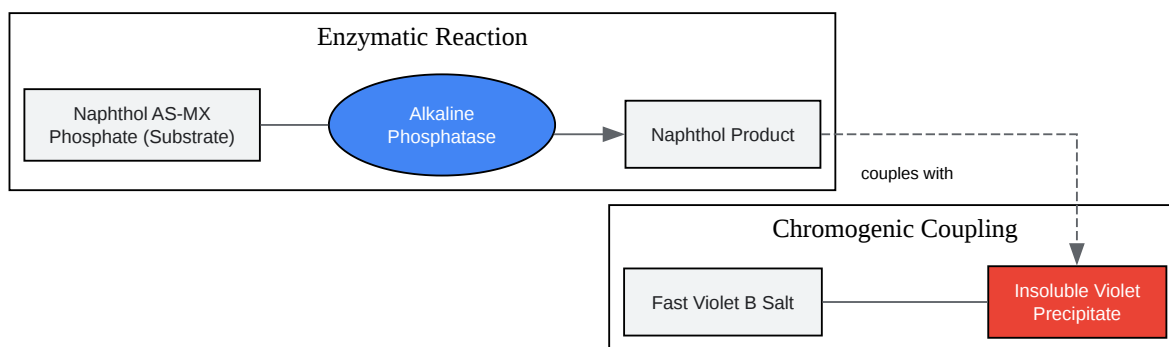 Enzymatic Reaction
Naphthol AS-MX
Phosphate (Substrate)
Alkaline
Phosphatase
Naphthol Product
couples with
Chromogenic Coupling
Fast Violet B Salt
Insoluble Violet
Precipitate